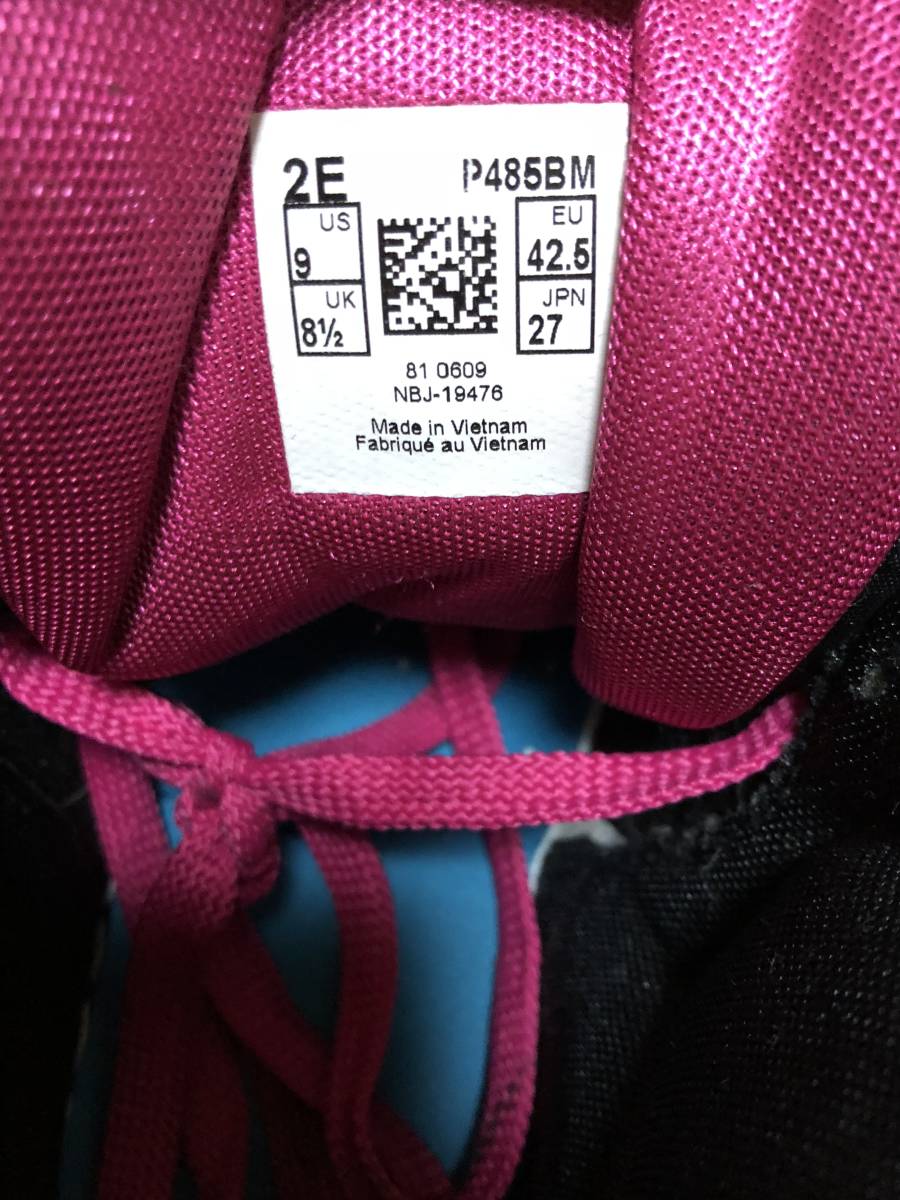 2E P485BM
US EU
9 42.5
UK JPN
8½ 27
81 0609
NBJ-19476
Made in Vietnam
Fabriqué au Vietnam